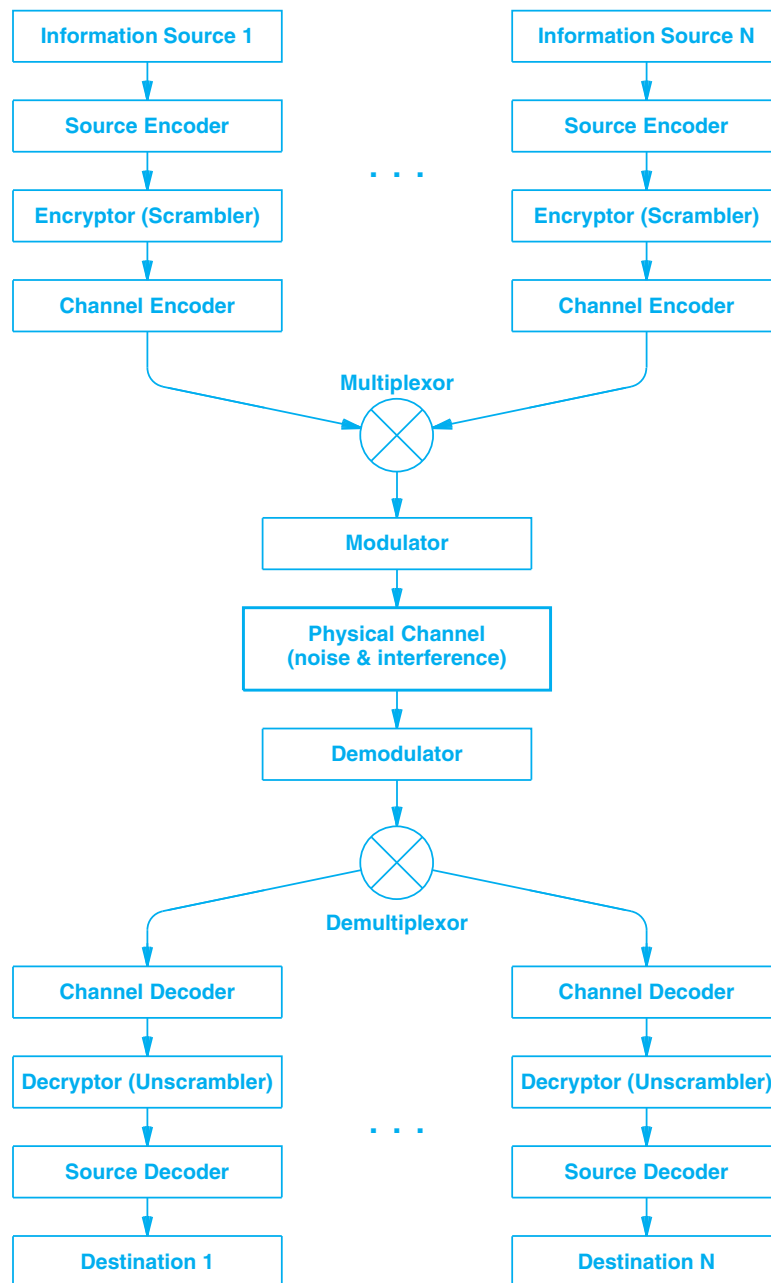 Information Source 1
Information Source N
Source Encoder
Source Encoder
. . .
Encryptor (Scrambler)
Encryptor (Scrambler)
Channel Encoder
Channel Encoder
Multiplexor
Modulator
Physical Channel
(noise & interference)
Demodulator
Demultiplexor
Channel Decoder
Channel Decoder
Decryptor (Unscrambler)
Decryptor (Unscrambler)
. . .
Source Decoder
Source Decoder
Destination 1
Destination N